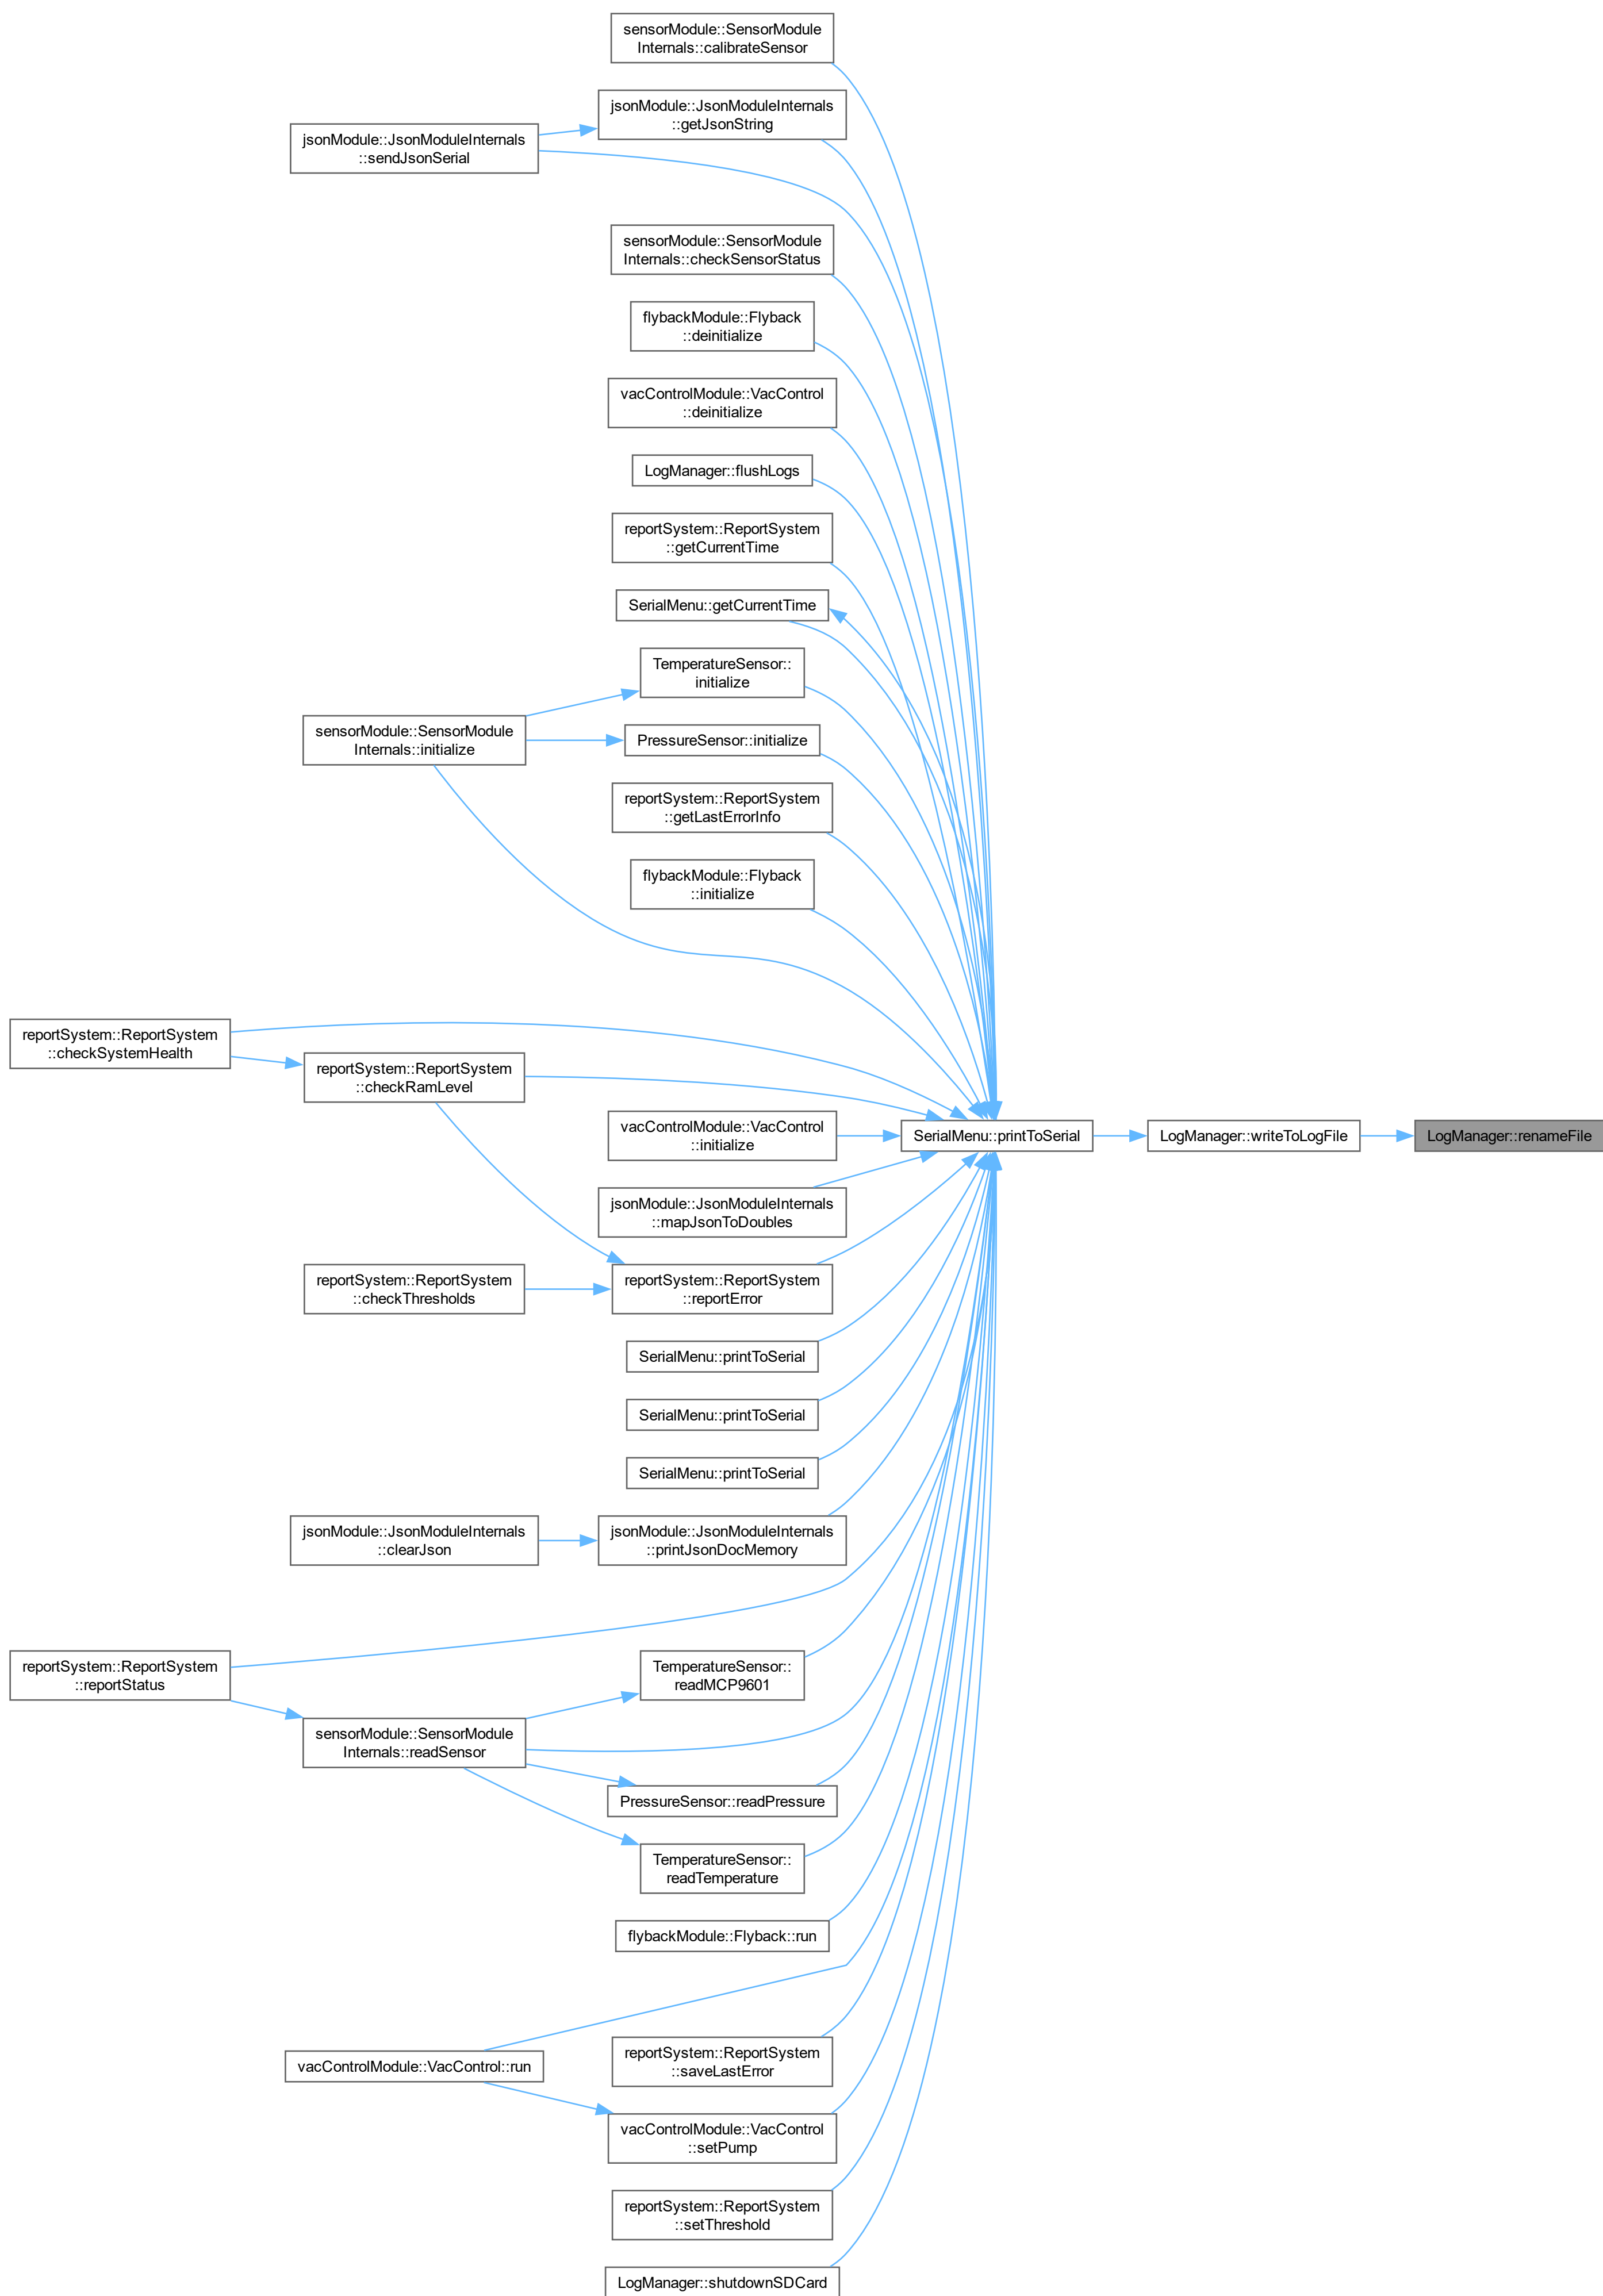 sensorModule::SensorModule
Internals::calibrateSensor
jsonModule::JsonModuleInternals
::getJsonString
jsonModule::JsonModuleInternals
::sendJsonSerial
sensorModule::SensorModule
Internals::checkSensorStatus
flybackModule::Flyback
::deinitialize
vacControlModule::VacControl
::deinitialize
LogManager::flushLogs
reportSystem::ReportSystem
::getCurrentTime
SerialMenu::getCurrentTime
TemperatureSensor::
initialize
sensorModule::SensorModule
Internals::initialize
PressureSensor::initialize
reportSystem::ReportSystem
::getLastErrorInfo
flybackModule::Flyback
::initialize
reportSystem::ReportSystem
::checkSystemHealth
reportSystem::ReportSystem
::checkRamLevel
vacControlModule::VacControl
::initialize
SerialMenu::printToSerial
LogManager::writeToLogFile
LogManager::renameFile
jsonModule::JsonModuleInternals
::mapJsonToDoubles
reportSystem::ReportSystem
::checkThresholds
reportSystem::ReportSystem
::reportError
SerialMenu::printToSerial
SerialMenu::printToSerial
SerialMenu::printToSerial
jsonModule::JsonModuleInternals
::clearJson
jsonModule::JsonModuleInternals
::printJsonDocMemory
reportSystem::ReportSystem
::reportStatus
TemperatureSensor::
readMCP9601
sensorModule::SensorModule
Internals::readSensor
PressureSensor::readPressure
TemperatureSensor::
readTemperature
flybackModule::Flyback::run
vacControlModule::VacControl::run
reportSystem::ReportSystem
::saveLastError
vacControlModule::VacControl
::setPump
reportSystem::ReportSystem
::setThreshold
LogManager::shutdownSDCard